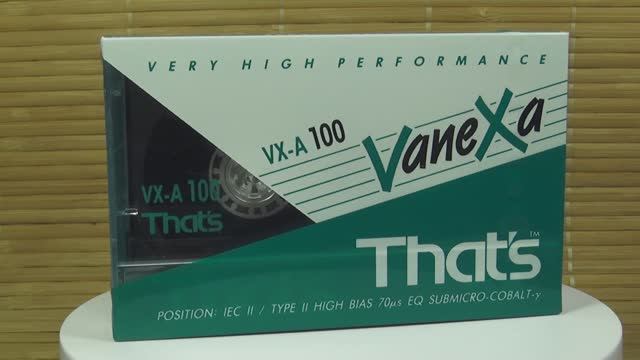 VERY HIGH PERFORMANCE
VX-A 100
VaneXa
VX-A 100
That's
That's™
POSITION: IEC II / TYPE II HIGH BIAS 70µs EQ SUBMICRO-COBALT-γ